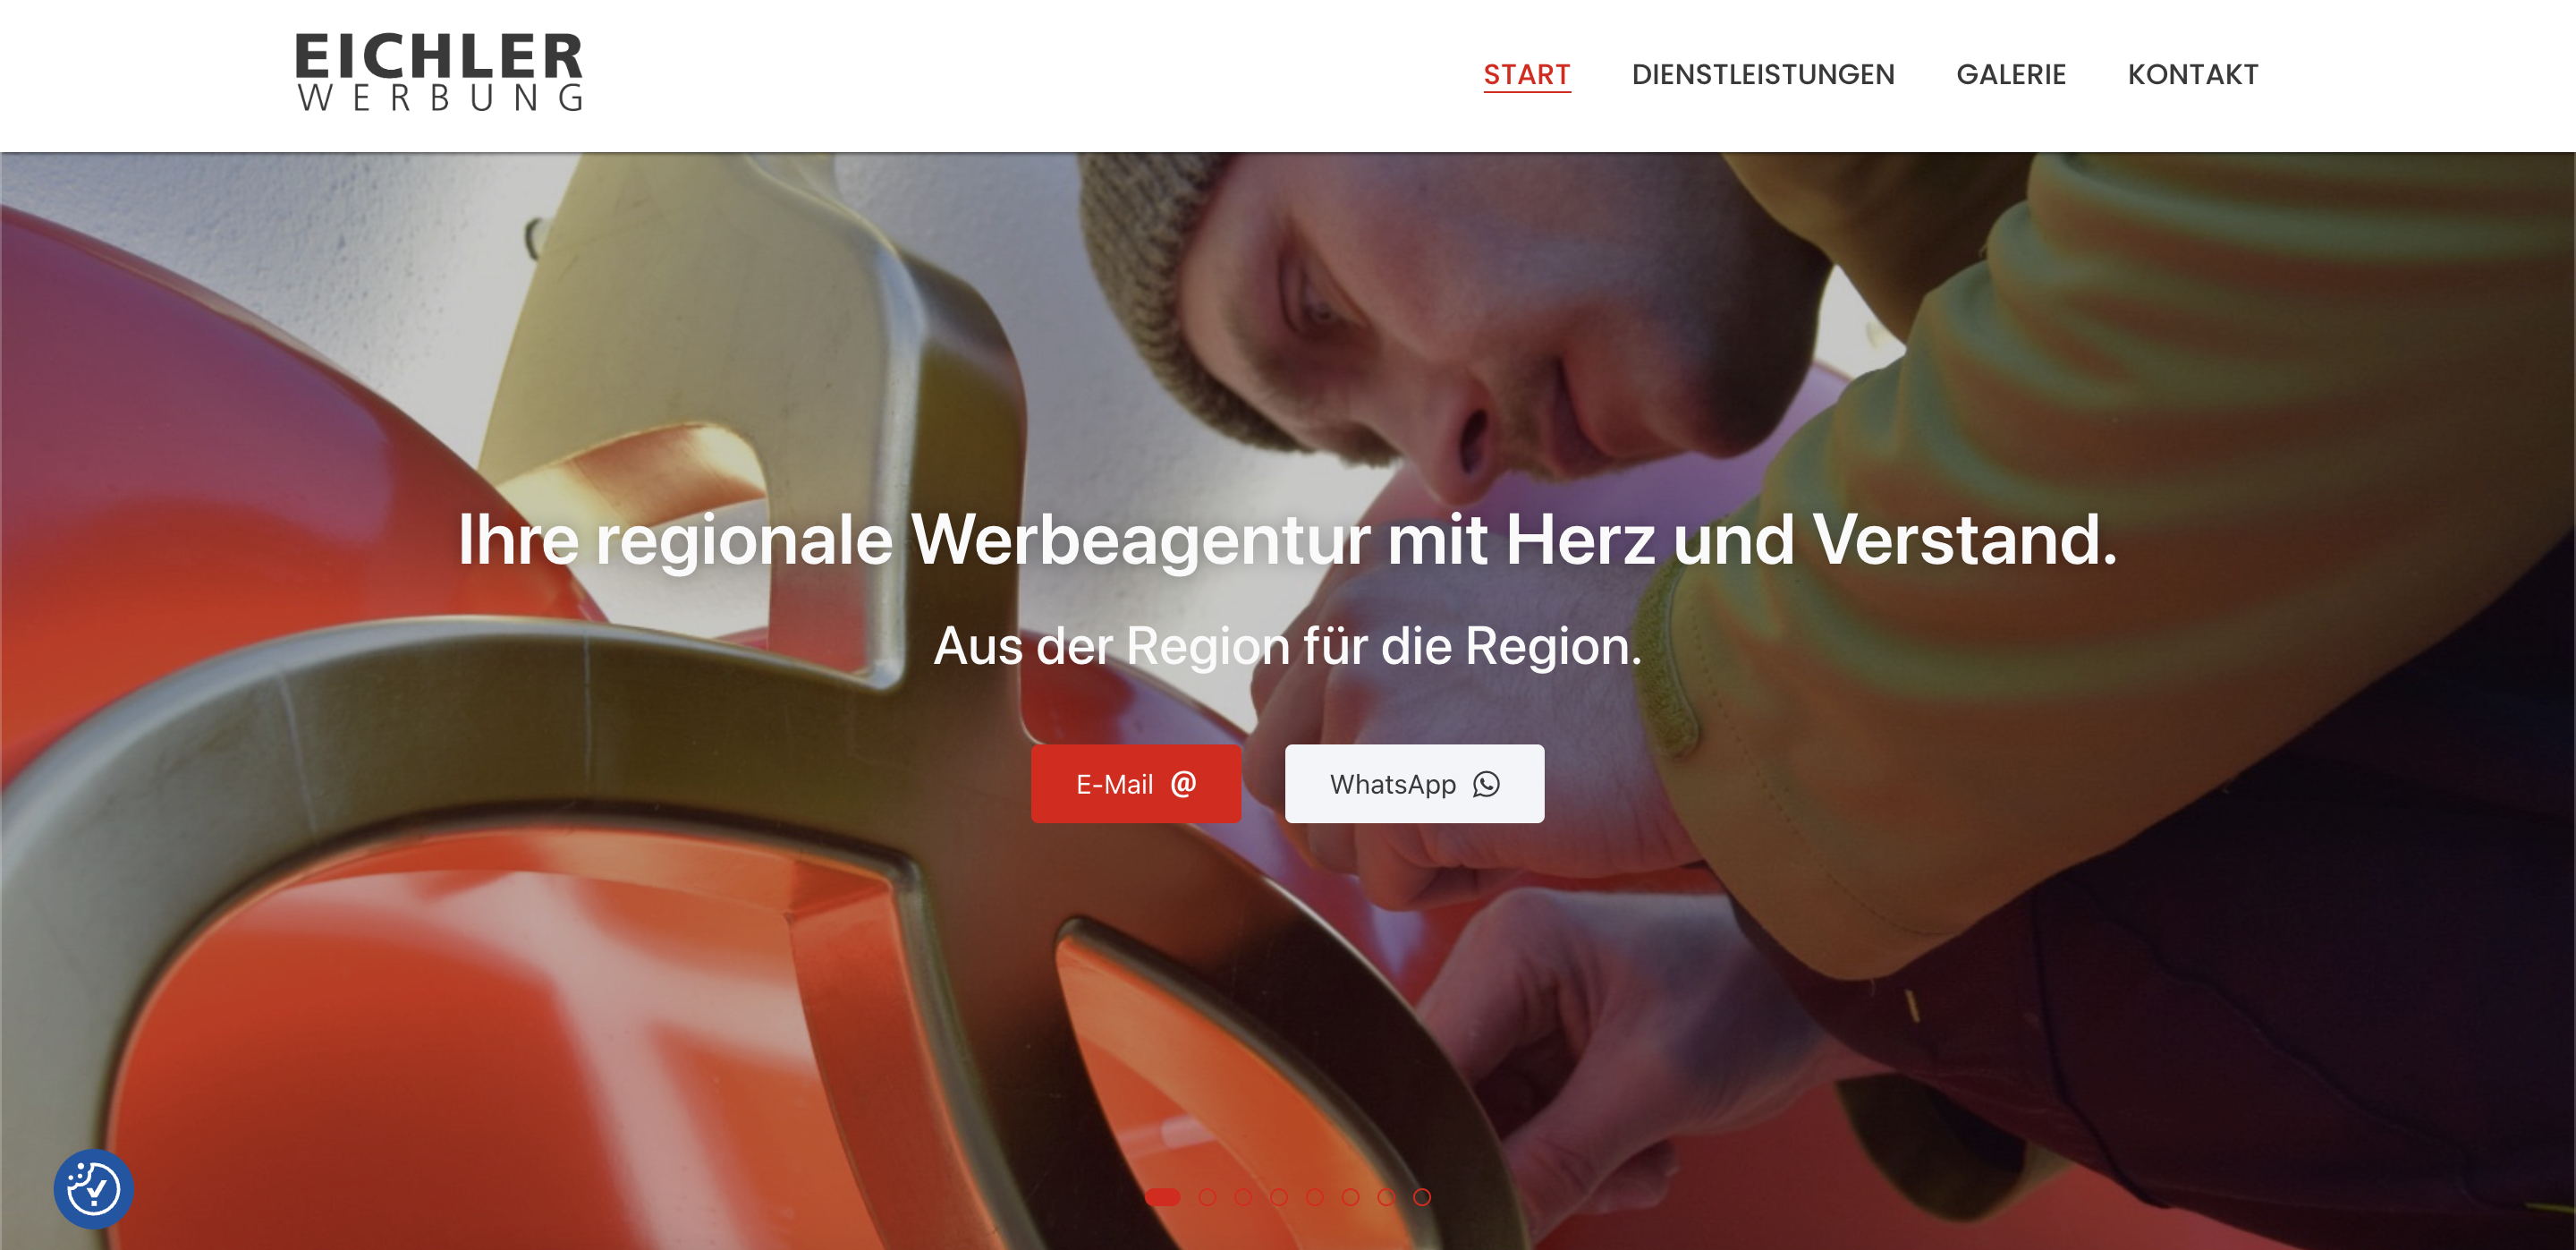 EICHLER
WERBUNG
START
DIENSTLEISTUNGEN
GALERIE
KONTAKT
Ihre regionale Werbeagentur mit Herz und Verstand.
Aus der Region für die Region.
E-Mail @
WhatsApp